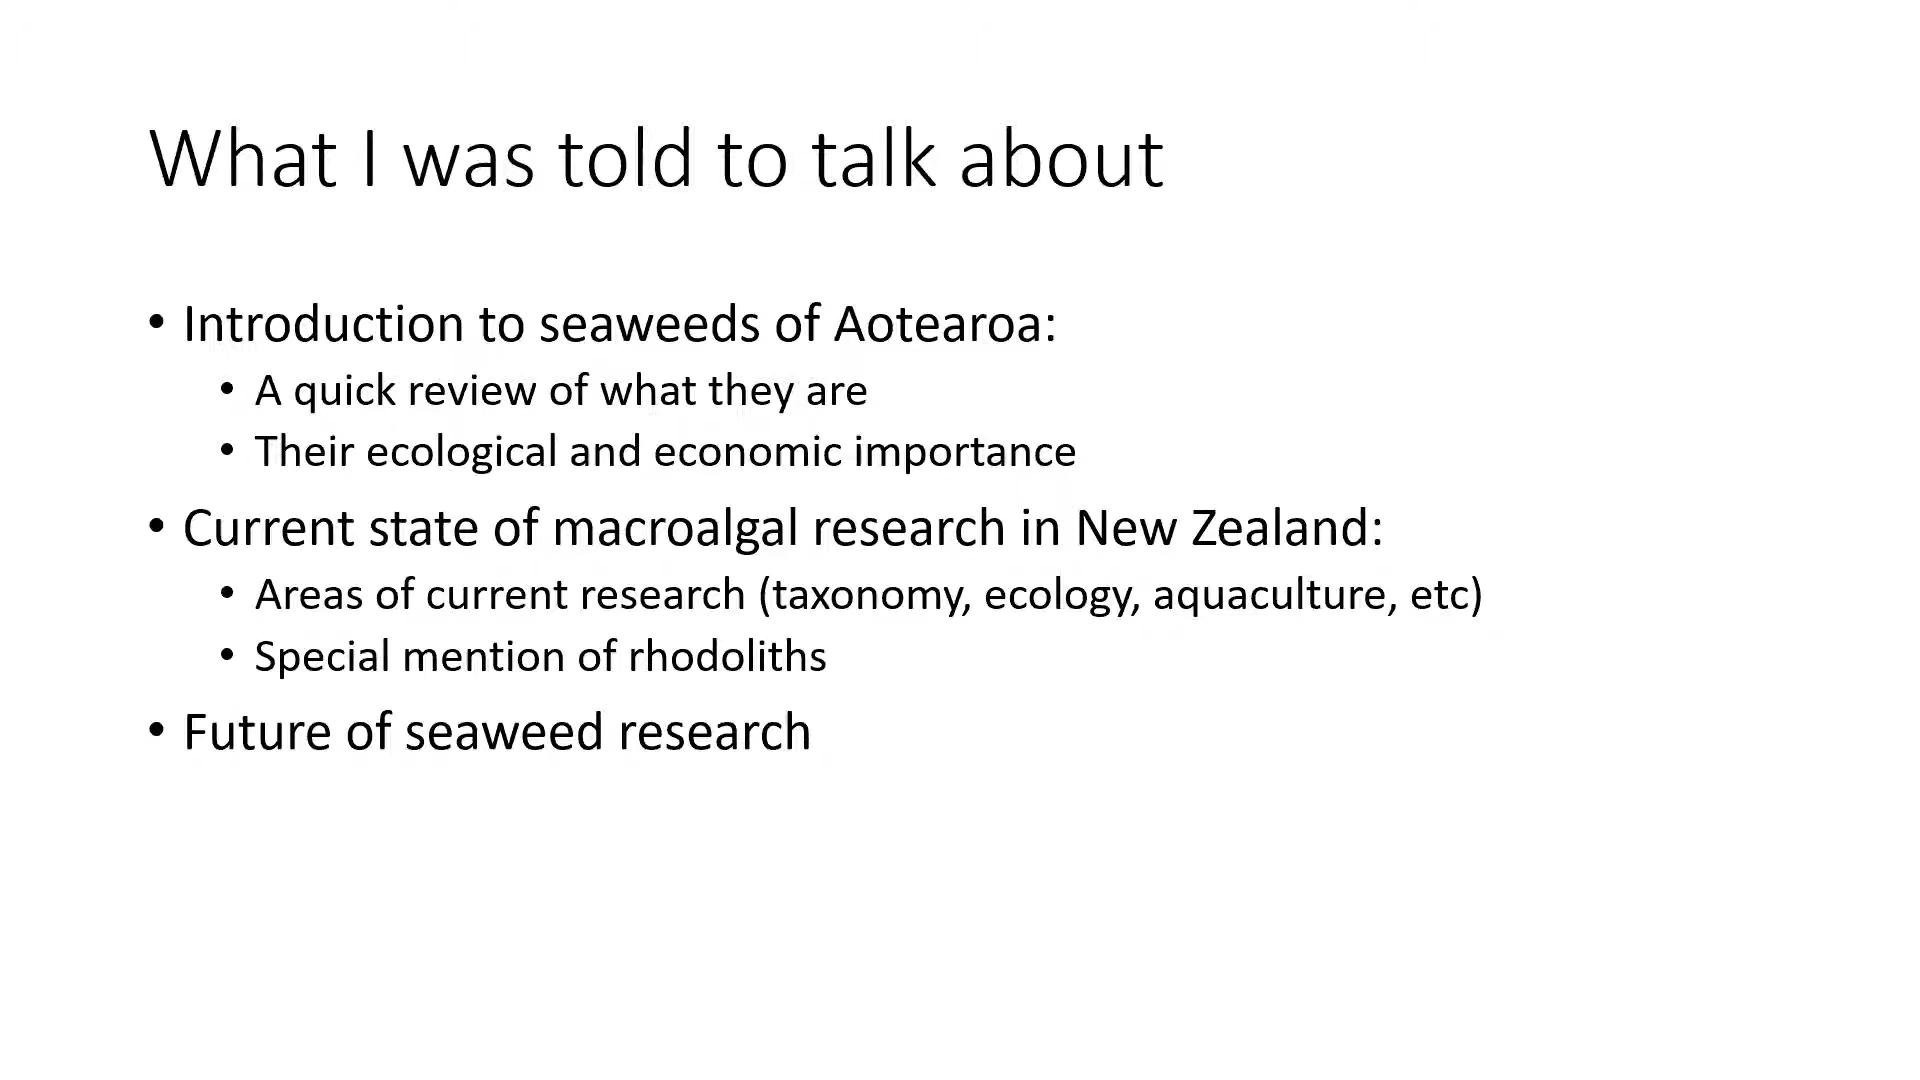 What I was told to talk about
• Introduction to seaweeds of Aotearoa:
• A quick review of what they are
• Their ecological and economic importance
• Current state of macroalgal research in New Zealand:
• Areas of current research (taxonomy, ecology, aquaculture, etc)
• Special mention of rhodoliths
• Future of seaweed research